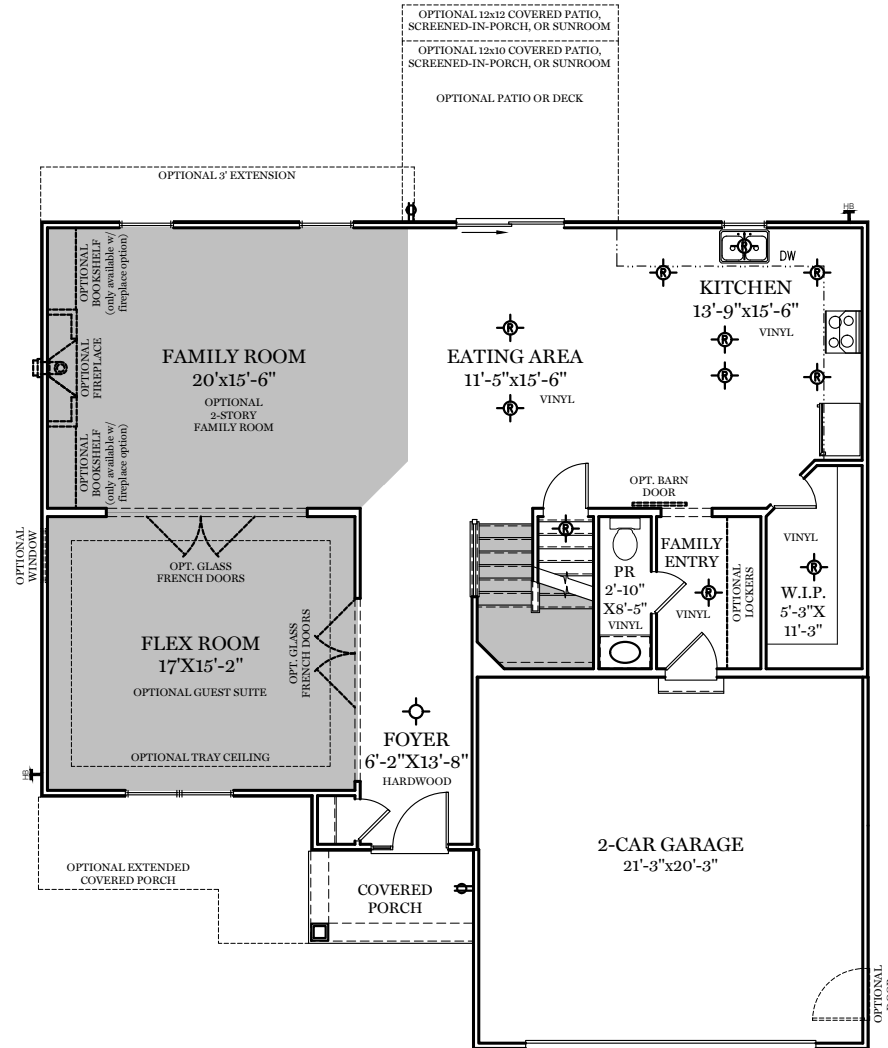 OPTIONAL 12x12 COVERED PATIO,
SCREENED-IN-PORCH, OR SUNROOM
OPTIONAL 12x10 COVERED PATIO,
SCREENED-IN-PORCH, OR SUNROOM
OPTIONAL PATIO OR DECK
OPTIONAL 3' EXTENSION
HB
OPTIONAL
BOOKSHELF
(only available w/
fireplace option)
OPTIONAL
FIREPLACE
OPTIONAL
BOOKSHELF
(only available w/
fireplace option)
FAMILY ROOM
20'x15'-6"
OPTIONAL
2-STORY
FAMILY ROOM
EATING AREA
11'-5"x15'-6"
VINYL
R
R
KITCHEN
13'-9"x15'-6"
VINYL
DW
R
R
R
R
R
R
OPT. BARN
DOOR
OPTIONAL
WINDOW
OPT. GLASS
FRENCH DOORS
FLEX ROOM
17'X15'-2"
OPTIONAL GUEST SUITE
OPT. GLASS
FRENCH DOORS
OPTIONAL TRAY CEILING
HB
R
PR
2'-10"
X8'-5"
VINYL
FAMILY
ENTRY
R
VINYL
OPTIONAL
LOCKERS
VINYL
R
W.I.P.
5'-3"X
11'-3"
FOYER
6'-2"X13'-8"
HARDWOOD
2-CAR GARAGE
21'-3"x20'-3"
OPTIONAL EXTENDED
COVERED PORCH
COVERED
PORCH
OPTIONAL